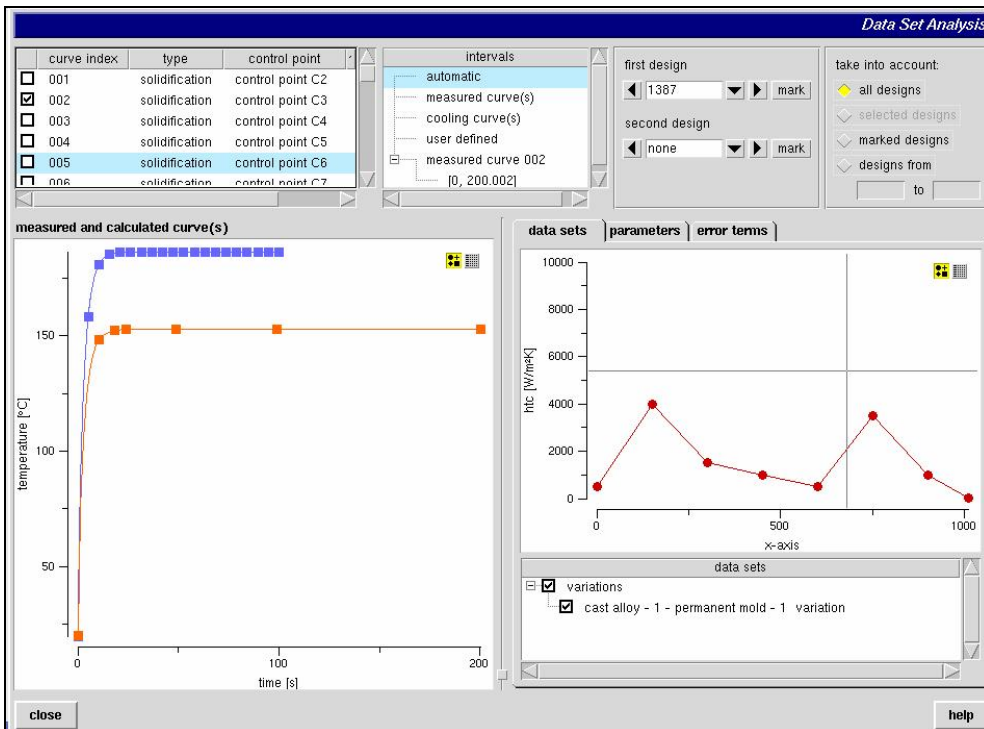 Data Set Analysis
curve index type control point
001 solidification control point C2
002 solidification control point C3
003 solidification control point C4
004 solidification control point C5
005 solidification control point C6
006 solidification control point C7
intervals
automatic
measured curve(s)
cooling curve(s)
user defined
measured curve 002
[0, 200.002]
first design
1387 mark
second design
none mark
take into account:
all designs
selected designs
marked designs
designs from
to
measured and calculated curve(s)
150
100
50
temperature [°C]
0 100 200
time [s]
data sets parameters error terms
10000
8000
6000
4000
2000
0
htc [W/m²K]
0 500 1000
x-axis
data sets
variations
cast alloy - 1 - permanent mold - 1 variation
close help